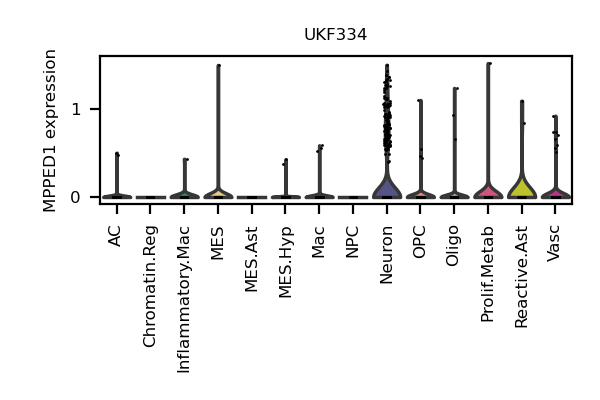 UKF334
MPPED1 expression
1
0
AC
Chromatin.Reg
Inflammatory.Mac
MES
MES.Ast
MES.Hyp
Mac
NPC
Neuron
OPC
Oligo
Prolif.Metab
Reactive.Ast
Vasc